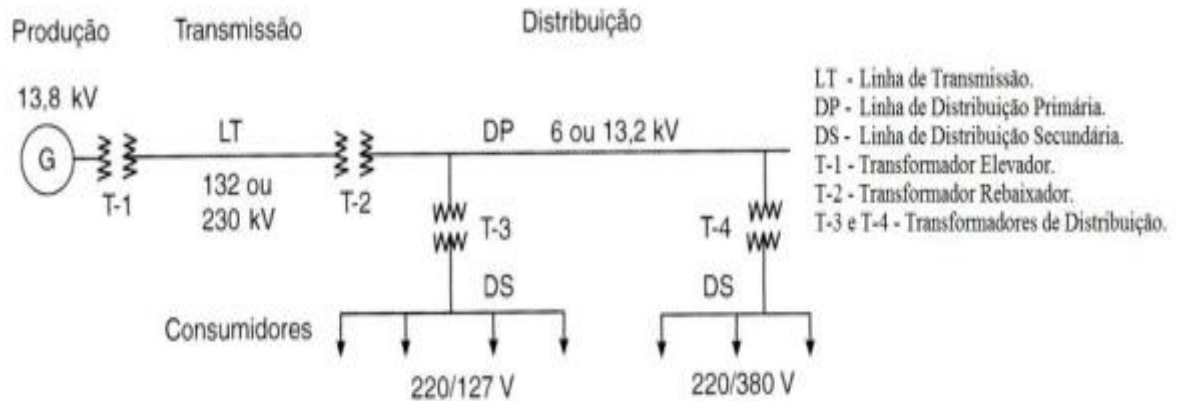 Produção
Transmissão
Distribuição
13,8 kV
G
T-1
LT
132 ou
230 kV
T-2
DP
6 ou 13,2 kV
T-3
T-4
DS
DS
Consumidores
220/127 V
220/380 V
LT - Linha de Transmissão.
DP - Linha de Distribuição Primária.
DS - Linha de Distribuição Secundária.
T-1 - Transformador Elevador.
T-2 - Transformador Rebaixador.
T-3 e T-4 - Transformadores de Distribuição.